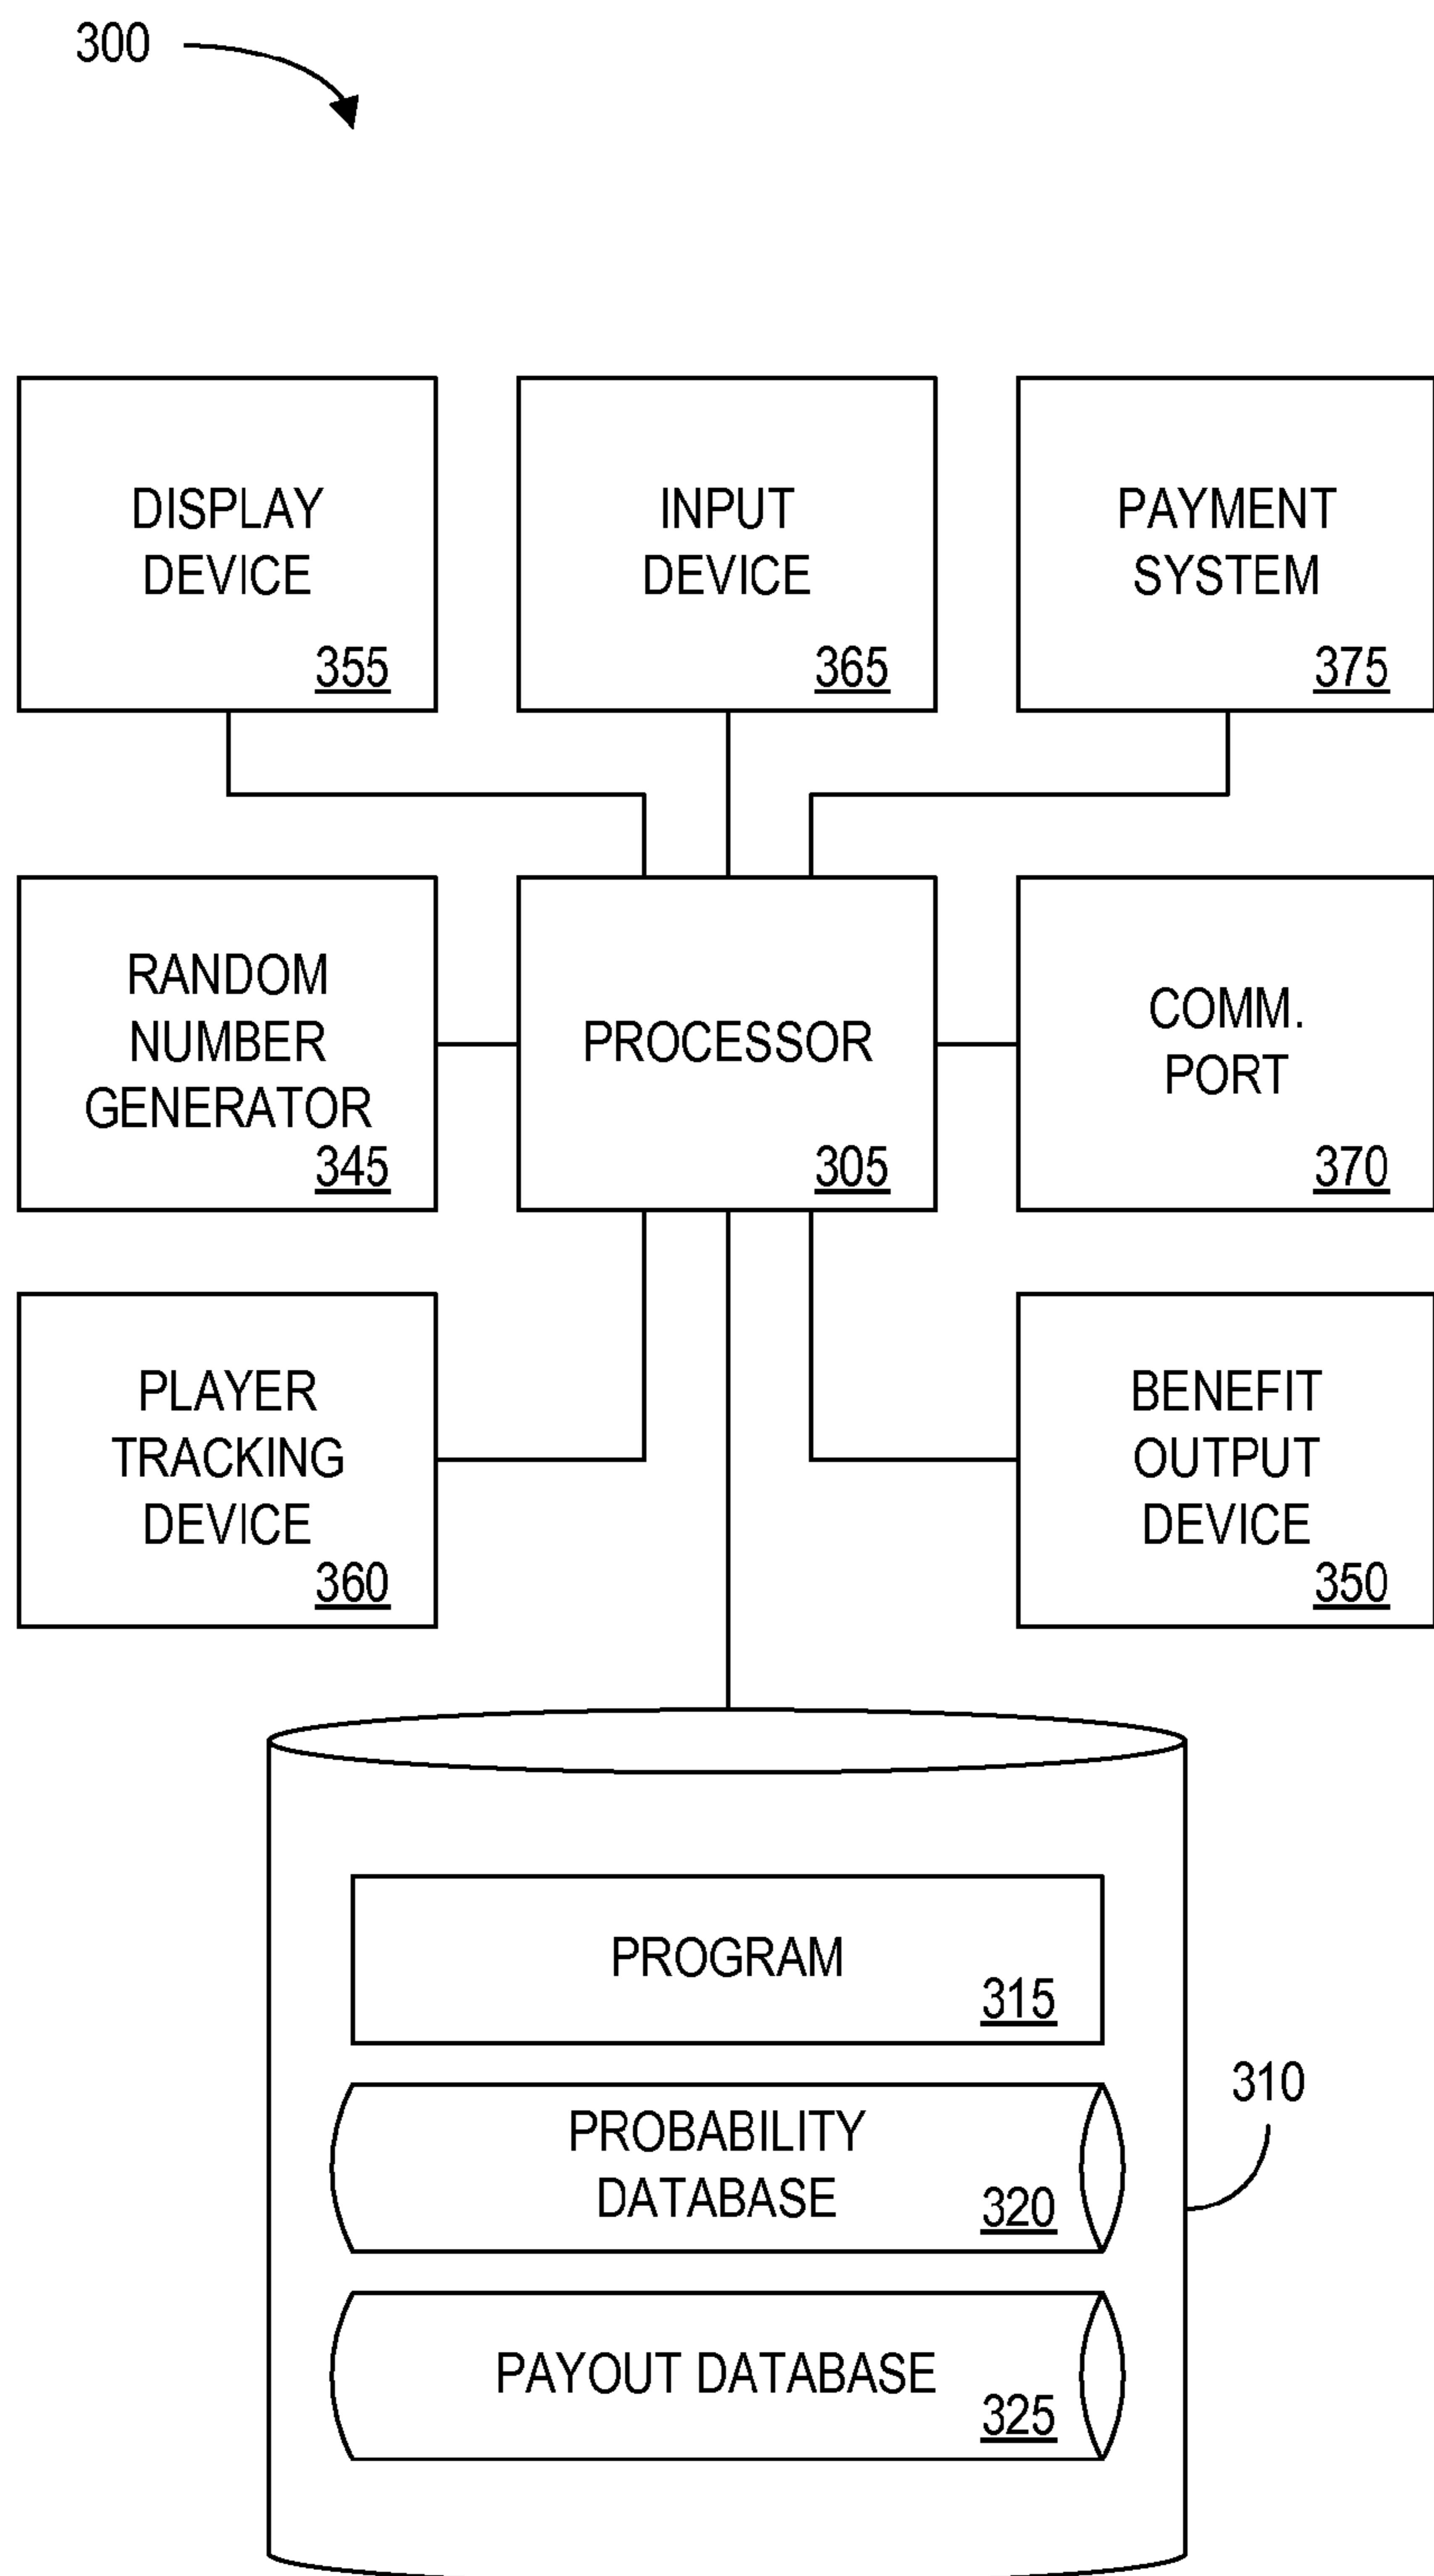 300
DISPLAY
DEVICE
355
INPUT
DEVICE
365
PAYMENT
SYSTEM
375
RANDOM
NUMBER
GENERATOR
345
PROCESSOR
305
COMM.
PORT
370
PLAYER
TRACKING
DEVICE
360
BENEFIT
OUTPUT
DEVICE
350
PROGRAM
315
PROBABILITY
DATABASE
320
310
PAYOUT DATABASE
325